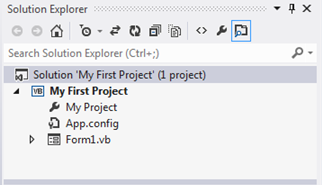 Solution Explorer
Search Solution Explorer (Ctrl+;)
Solution 'My First Project' (1 project)
VB My First Project
My Project
App.config
Form1.vb